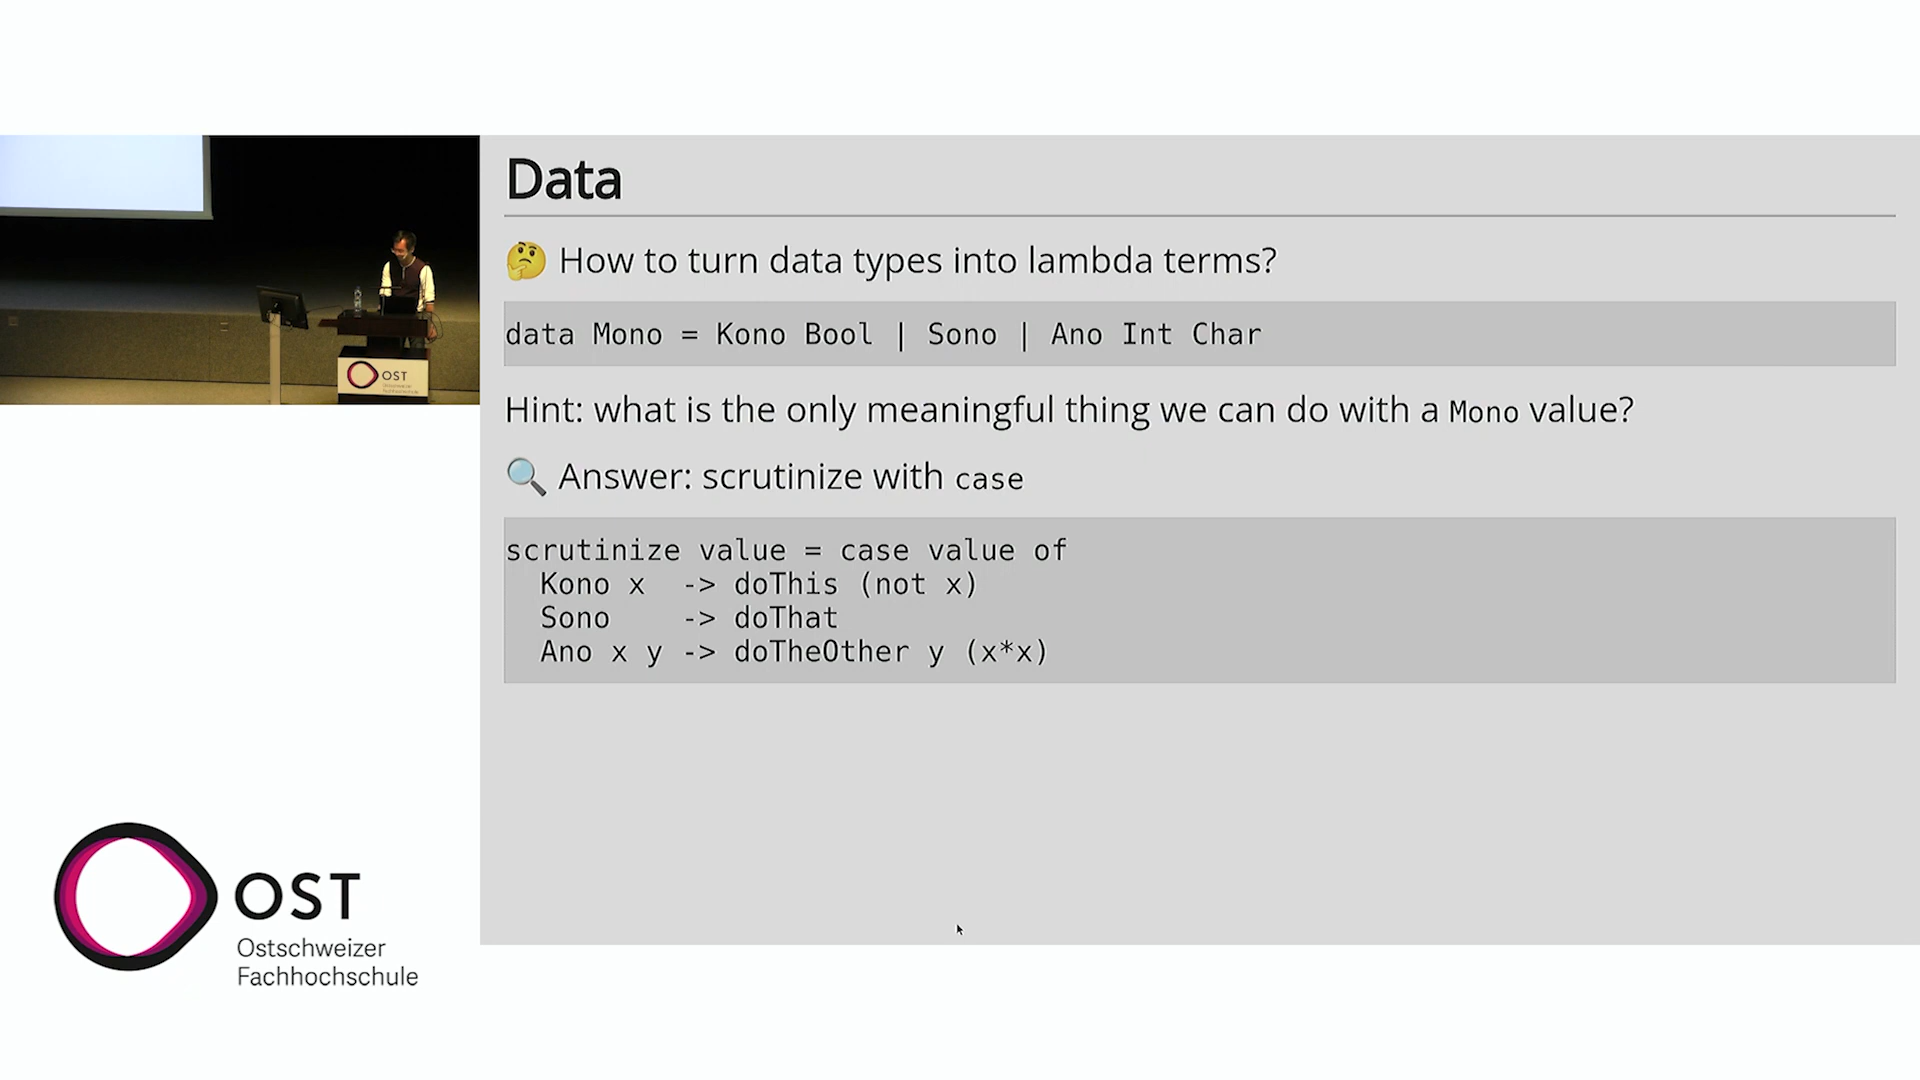 Data
🤔 How to turn data types into lambda terms?
data Mono = Kono Bool | Sono | Ano Int Char
Hint: what is the only meaningful thing we can do with a Mono value?
🔍 Answer: scrutinize with case
scrutinize value = case value of
  Kono x  -> doThis (not x)
  Sono    -> doThat
  Ano x y -> doTheOther y (x*x)
OST
OST
Ostschweizer
Fachhochschule